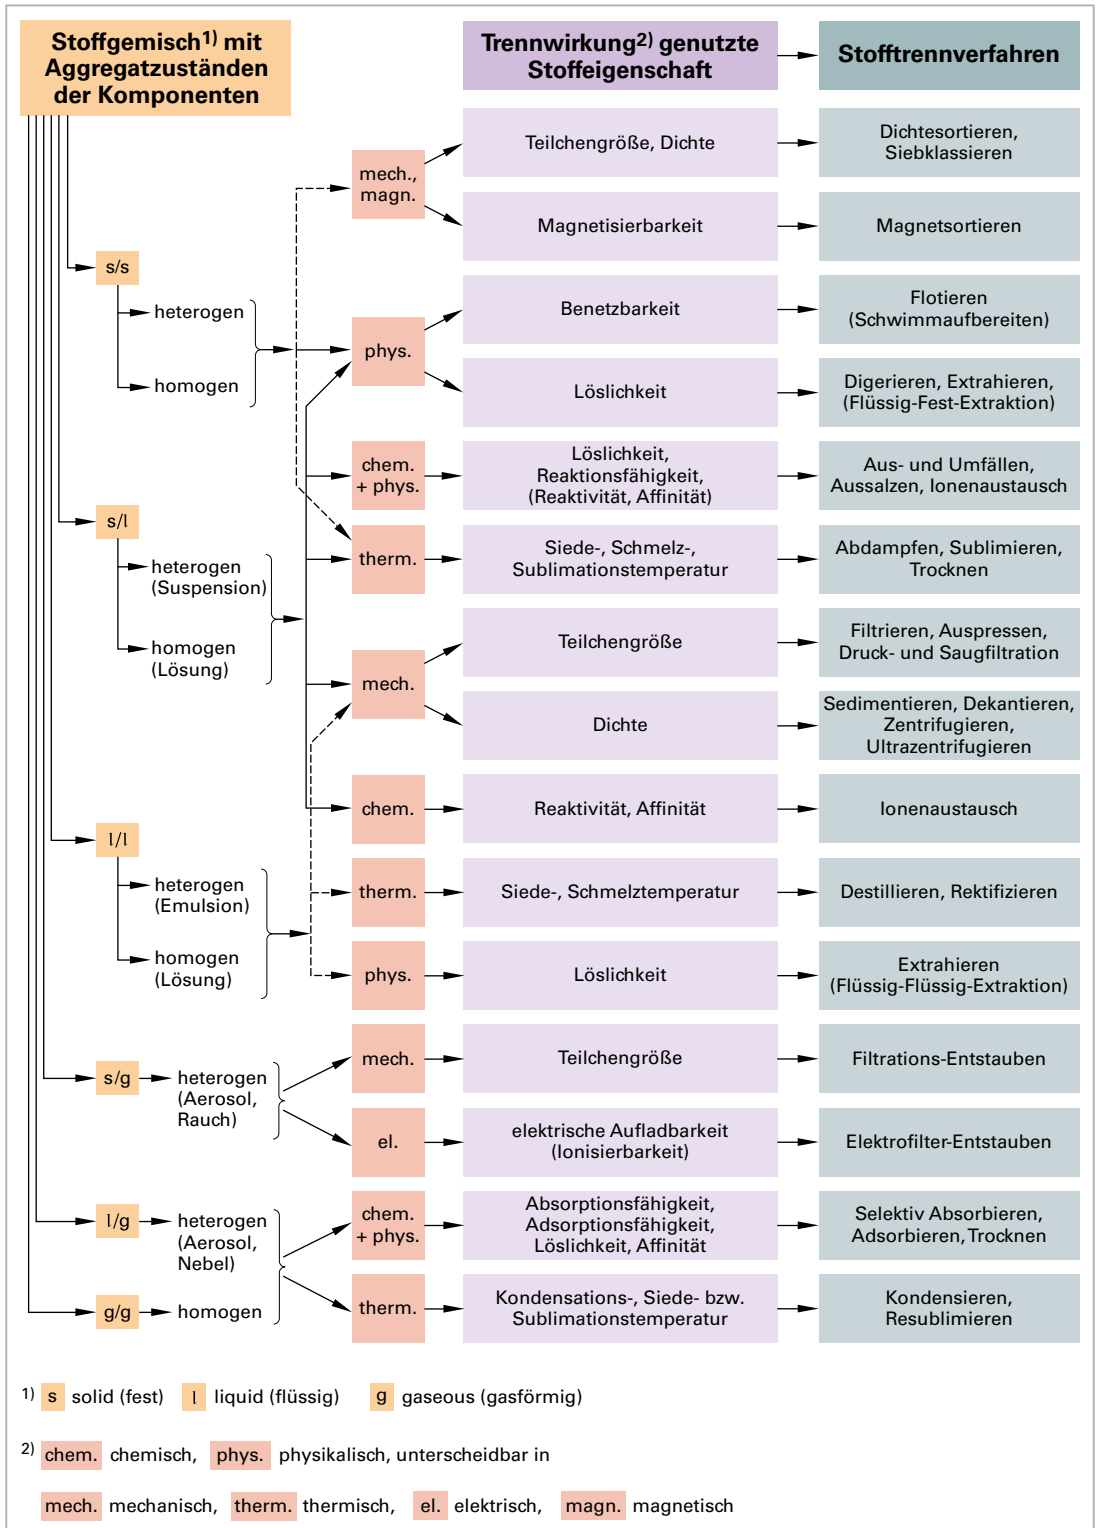 Stoffgemisch1) mit
Aggregatzuständen
der Komponenten
Trennwirkung2) genutzte
Stoffeigenschaft
Stofftrennverfahren
mech.,
magn.
Teilchengröße, Dichte
Dichtesortieren,
Siebklassieren
Magnetisierbarkeit
Magnetsortieren
s/s
heterogen
homogen
phys.
Benetzbarkeit
Flotieren
(Schwimmaufbereiten)
Löslichkeit
Digerieren, Extrahieren,
(Flüssig-Fest-Extraktion)
chem.
+ phys.
Löslichkeit,
Reaktionsfähigkeit,
(Reaktivität, Affinität)
Aus- und Umfällen,
Aussalzen, Ionenaustausch
s/l
heterogen
(Suspension)
homogen
(Lösung)
therm.
Siede-, Schmelz-,
Sublimationstemperatur
Abdampfen, Sublimieren,
Trocknen
mech.
Teilchengröße
Filtrieren, Auspressen,
Druck- und Saugfiltration
Dichte
Sedimentieren, Dekantieren,
Zentrifugieren,
Ultrazentrifugieren
chem.
Reaktivität, Affinität
Ionenaustausch
l/l
heterogen
(Emulsion)
homogen
(Lösung)
therm.
Siede-, Schmelztemperatur
Destillieren, Rektifizieren
phys.
Löslichkeit
Extrahieren
(Flüssig-Flüssig-Extraktion)
s/g
heterogen
(Aerosol,
Rauch)
mech.
Teilchengröße
Filtrations-Entstauben
el.
elektrische Aufladbarkeit
(Ionisierbarkeit)
Elektrofilter-Entstauben
l/g
heterogen
(Aerosol,
Nebel)
chem.
+ phys.
Absorptionsfähigkeit,
Adsorptionsfähigkeit,
Löslichkeit, Affinität
Selektiv Absorbieren,
Adsorbieren, Trocknen
g/g
homogen
therm.
Kondensations-, Siede- bzw.
Sublimationstemperatur
Kondensieren,
Resublimieren
1) s solid (fest) l liquid (flüssig) g gaseous (gasförmig)
2) chem. chemisch, phys. physikalisch, unterscheidbar in
mech. mechanisch, therm. thermisch, el. elektrisch, magn. magnetisch